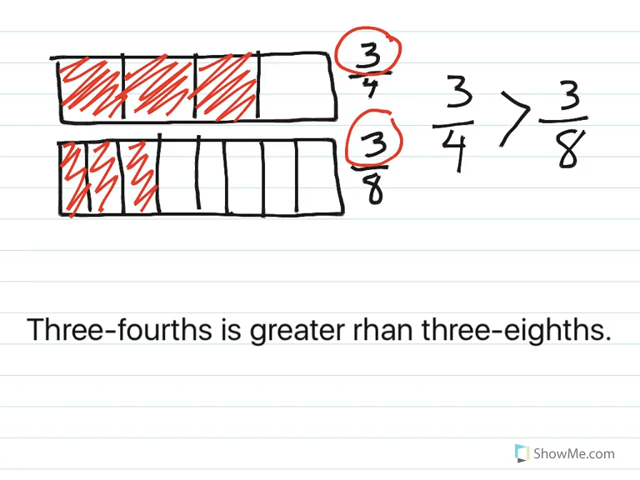 3/4
3/4 > 3/8
3/8
Three-fourths is greater rhan three-eighths.
ShowMe.com